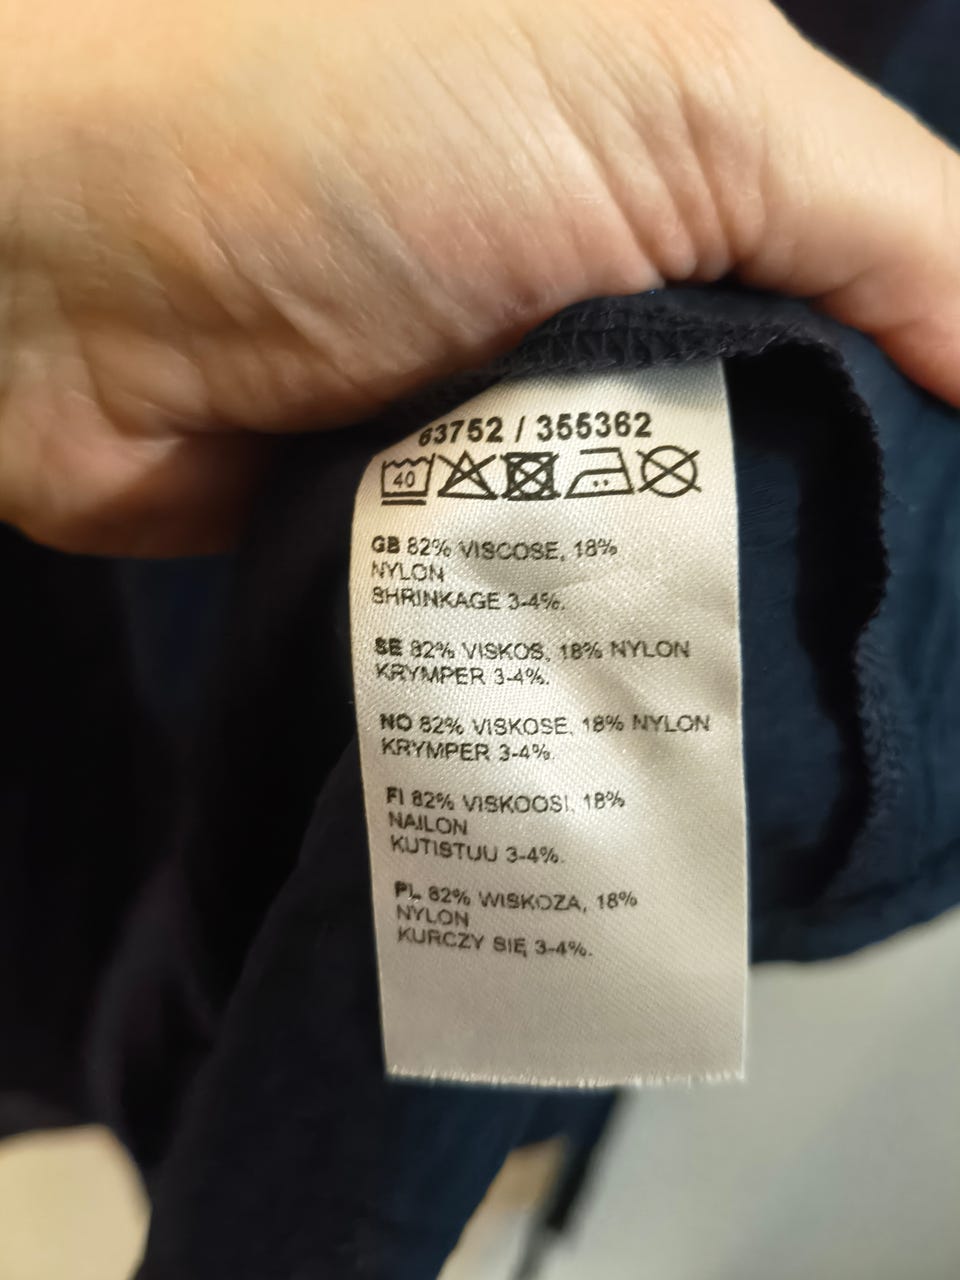 63752 / 355362
40
GB 82% VISCOSE, 18%
NYLON
SHRINKAGE 3-4%.
SE 82% VISKOS, 18% NYLON
KRYMPER 3-4%.
NO 82% VISKOSE, 18% NYLON
KRYMPER 3-4%.
FI 82% VISKOOSI, 18%
NAILON
KUTISTUU 3-4%.
PL 82% WISKOZA, 18%
NYLON
KURCZY SIĘ 3-4%.